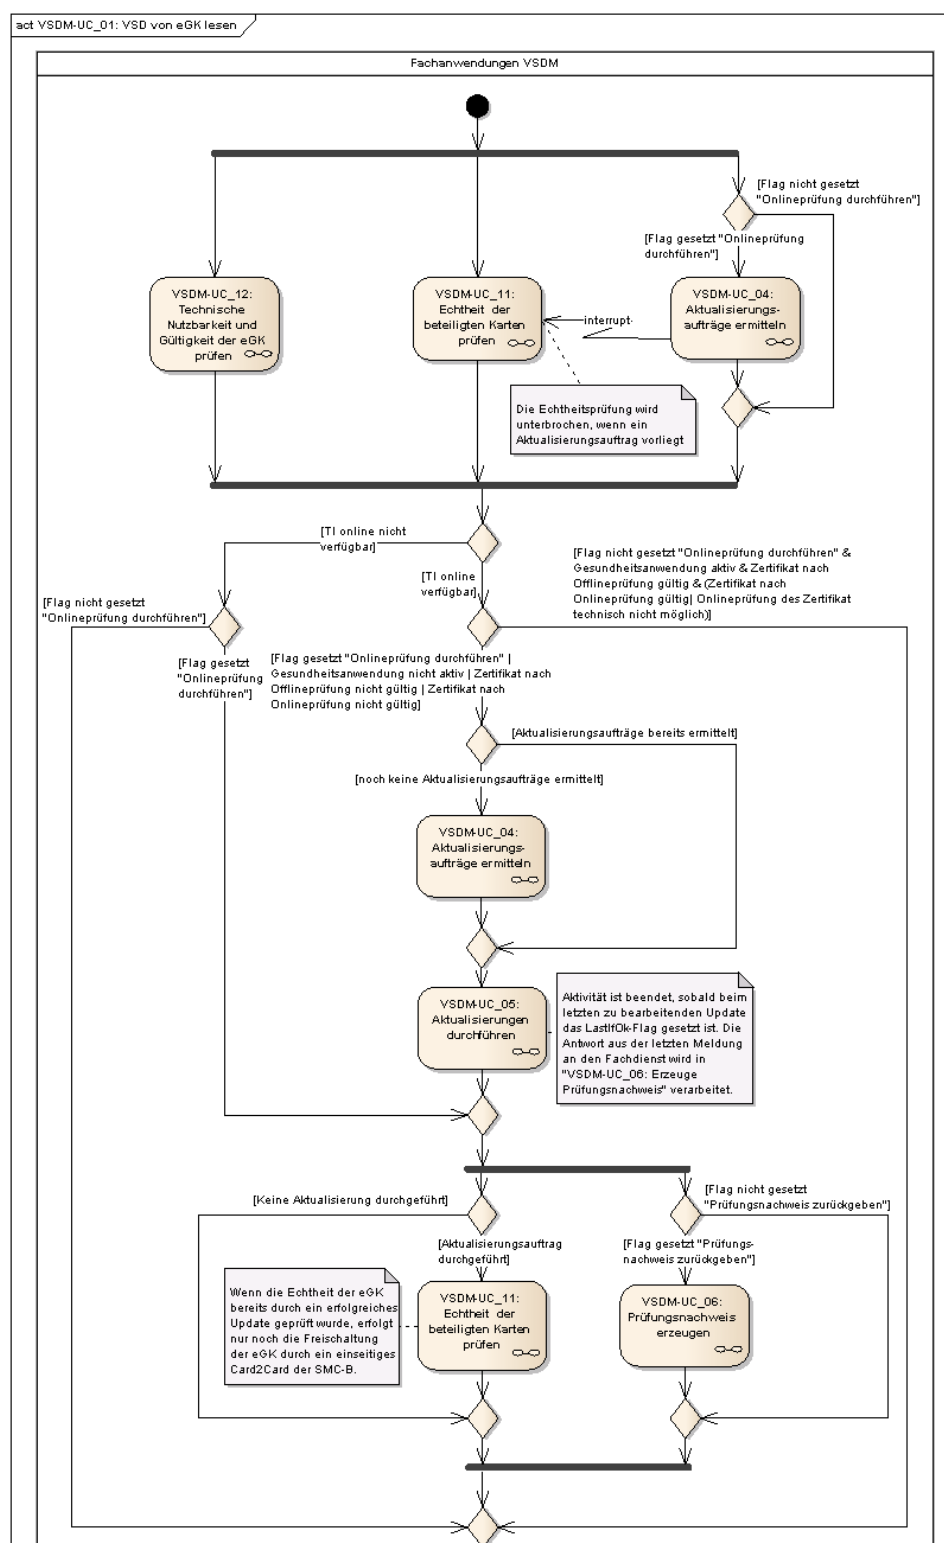 act VSDM-UC_01: VSD von eGK lesen
Fachanwendungen VSDM
[Flag nicht gesetzt
"Onlineprüfung durchführen"]
[Flag gesetzt "Onlineprüfung
durchführen"]
VSDM-UC_12:
Technische
Nutzbarkeit und
Gültigkeit der eGK
prüfen
VSDM-UC_11:
Echtheit der
beteiligten Karten
prüfen
interrupt
VSDM-UC_04:
Aktualisierungs-
aufträge ermitteln
Die Echtheitsprüfung wird
unterbrochen, wenn ein
Aktualisierungsauftrag vorliegt
[TI online nicht
verfügbar]
[TI online
verfügbar]
[Flag nicht gesetzt "Onlineprüfung durchführen" &
Gesundheitsanwendung aktiv & Zertifikat nach
Offlineprüfung gültig & (Zertifikat nach
Onlineprüfung gültig| Onlineprüfung des Zertifikat
technisch nicht möglich)]
[Flag nicht gesetzt
"Onlineprüfung durchführen"]
[Flag gesetzt
"Onlineprüfung
durchführen"]
[Flag gesetzt "Onlineprüfung durchführen" |
Gesundheitsanwendung nicht aktiv | Zertifikat nach
Offlineprüfung nicht gültig | Zertifikat nach
Onlineprüfung nicht gültig]
[Aktualisierungsaufträge bereits ermittelt]
[noch keine Aktualisierungsaufträge ermittelt]
VSDM-UC_04:
Aktualisierungs-
aufträge ermitteln
VSDM-UC_05:
Aktualisierungen
durchführen
Aktivität ist beendet, sobald beim
letzten zu bearbeitenden Update
das LastIfOk-Flag gesetzt ist. Die
Antwort aus der letzten Meldung
an den Fachdienst wird in
"VSDM-UC_06: Erzeuge
Prüfungsnachweis" verarbeitet.
[Keine Aktualisierung durchgeführt]
[Flag nicht gesetzt
"Prüfungsnachweis zurückgeben"]
[Aktualisierungsauftrag
durchgeführt]
[Flag gesetzt "Prüfungs-
nachweis zurückgeben"]
Wenn die Echtheit der eGK
bereits durch ein erfolgreiches
Update geprüft wurde, erfolgt
nur noch die Freischaltung
der eGK durch ein einseitiges
Card2Card der SMC-B.
VSDM-UC_11:
Echtheit der
beteiligten Karten
prüfen
VSDM-UC_06:
Prüfungsnachweis
erzeugen